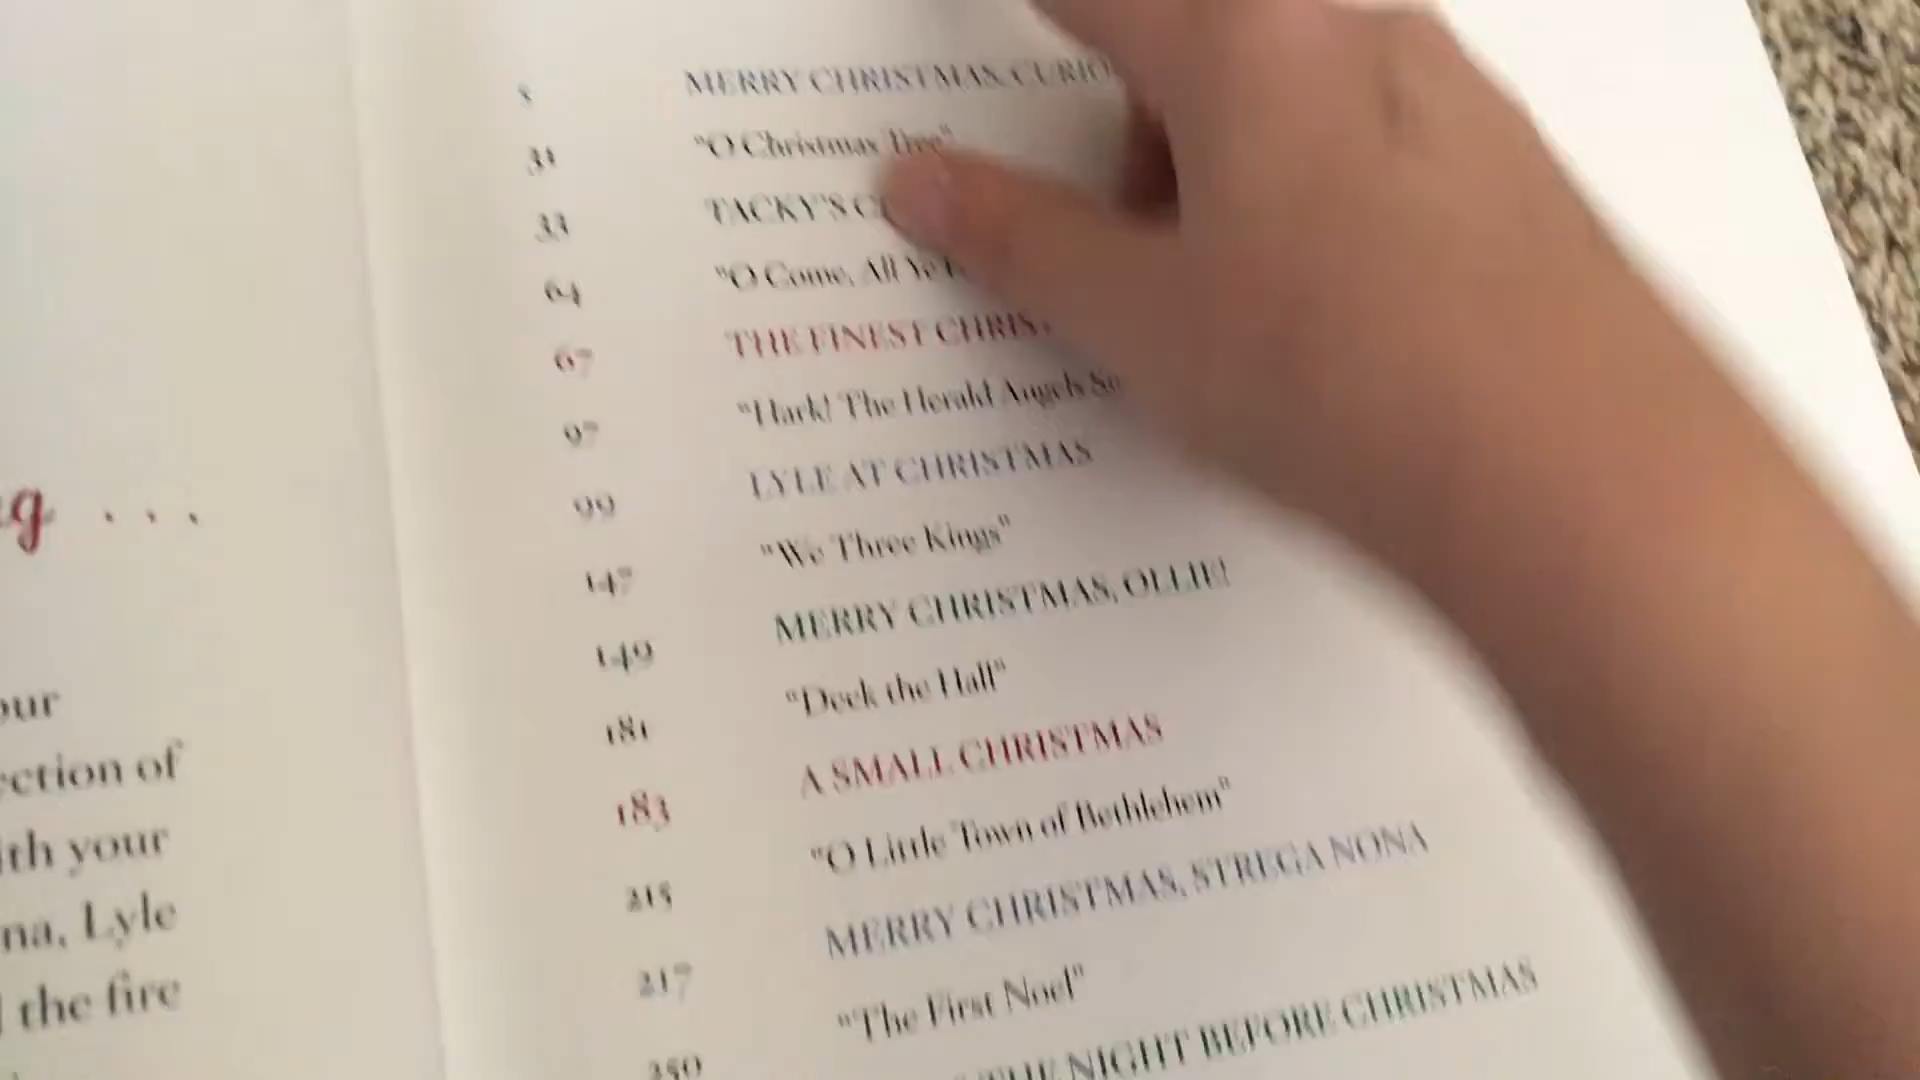 g . . .
our
ection of
ith your
na, Lyle
the fire
MERRY CHRISTMAS, CURIO
31 "O Christmas Tree"
33 TACKY'S C
64 "O Come, All Ye
67 THE FINEST CHRIS
97 "Hark! The Herald Angels
99 LYLE AT CHRISTMAS
147 "We Three Kings"
149 MERRY CHRISTMAS, OLLIE!
181 "Deck the Hall"
183 A SMALL CHRISTMAS
215 "O Little Town of Bethlehem"
217 MERRY CHRISTMAS, STREGA NONA
250 "The First Noel"
THE NIGHT BEFORE CHRISTMAS